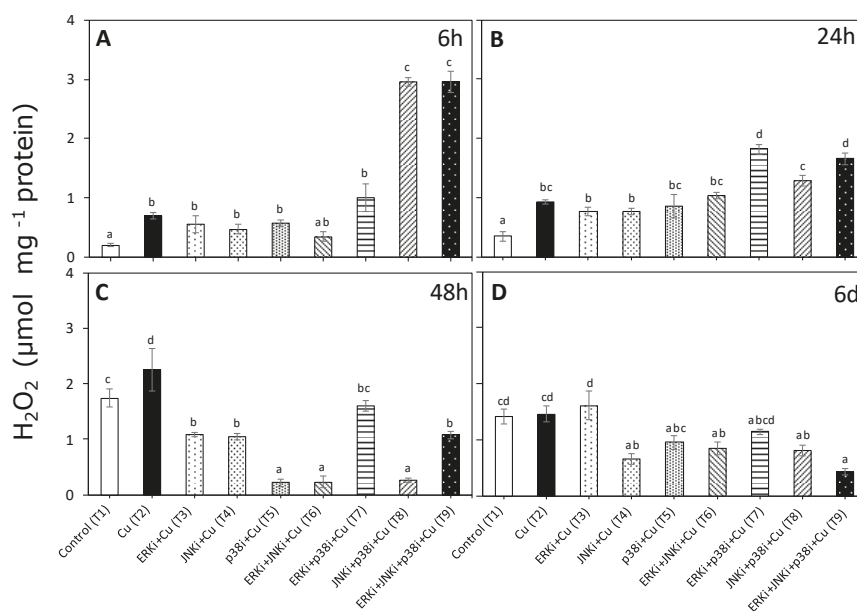 H₂O₂ (µmol mg ⁻¹ protein)
A 6h
4
3
2
1
0
a b b b b ab b c c
B 24h
a bc b b bc bc d c d
C 48h
4
3
2
1
0
c d b b a a bc a b
D 6d
cd cd d ab abc ab abcd ab a
Control (T1)
Cu (T2)
ERKi+Cu (T3)
JNKi+Cu (T4)
p38i+Cu (T5)
ERKi+JNKi+Cu (T6)
ERKi+p38i+Cu (T7)
JNKi+p38i+Cu (T8)
ERKi+JNKi+p38i+Cu (T9)
Control (T1)
Cu (T2)
ERKi+Cu (T3)
JNKi+Cu (T4)
p38i+Cu (T5)
ERKi+JNKi+Cu (T6)
ERKi+p38i+Cu (T7)
JNKi+p38i+Cu (T8)
ERKi+JNKi+p38i+Cu (T9)